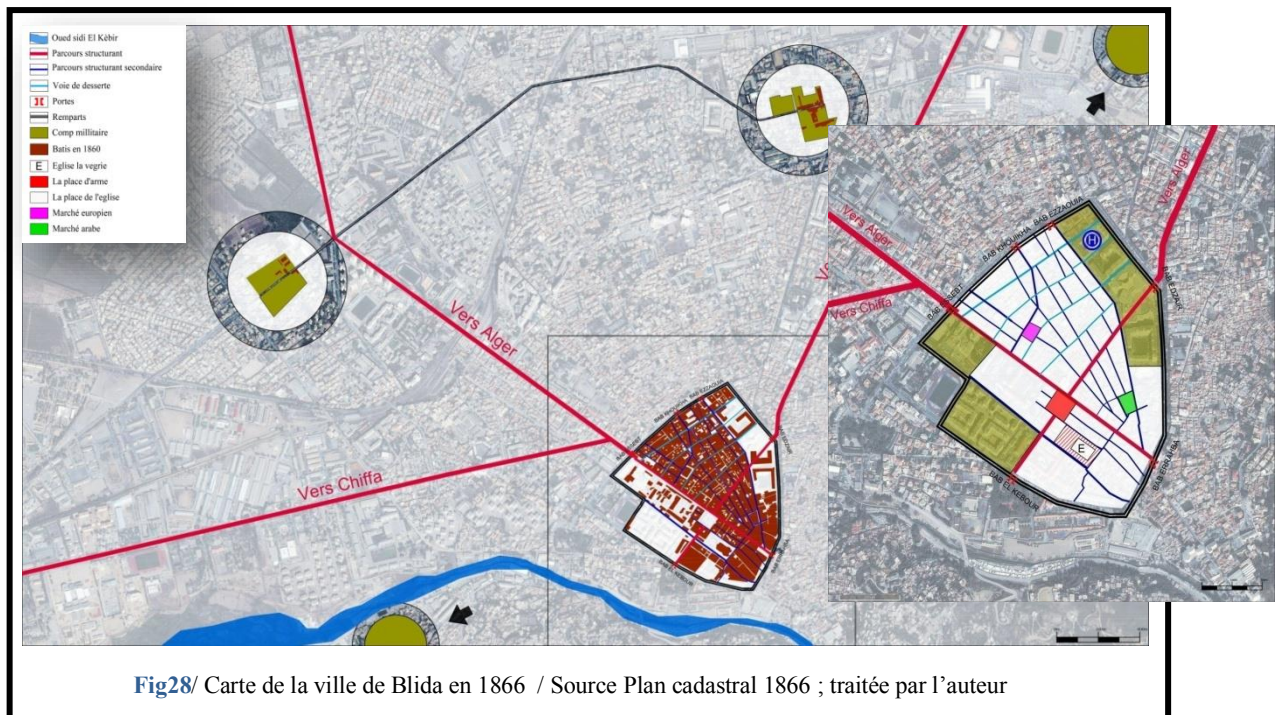 Oued sidi El Kébir
Parcours structurant
Parcours structurant secondaire
Voie de desserte
Portes
Remparts
Comp millitaire
Batis en 1860
E Eglise la vegrie
La place d'arme
La place de l'eglise
Marché europien
Marché arabe
Vers Alger
Vers Chiffa
Vers Alger
Vers Alger
Vers Chiffa
BAB KHOUIKHA
BAB EZZAOUIA
BAB ESSEBT
BAB EL KEBOUR
H
E
Fig28/ Carte de la ville de Blida en 1866 / Source Plan cadastral 1866 ; traitée par l’auteur